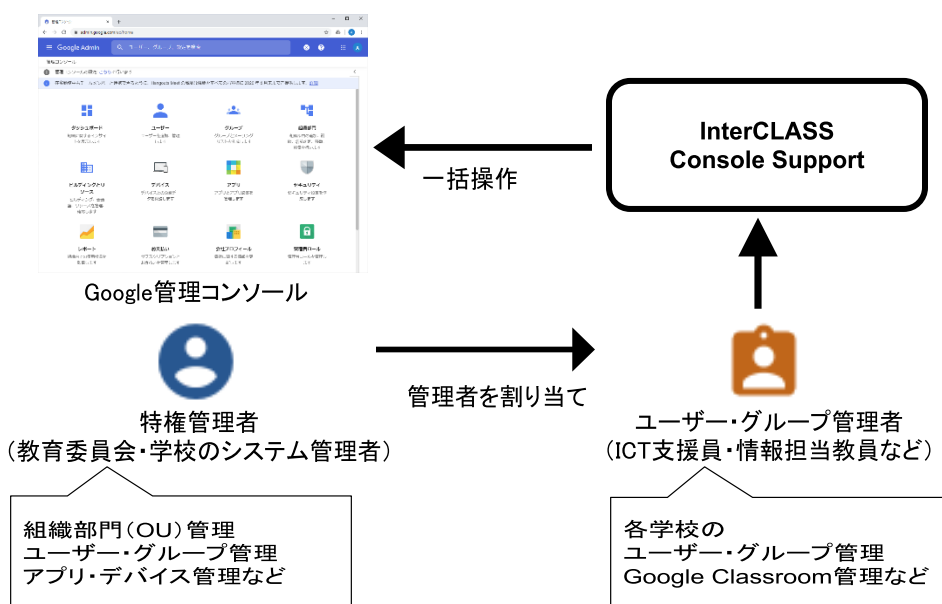 Google Admin
ダッシュボード
ユーザー
グループ
組織部門
ビルディングとリ
ソース
デバイス
アプリ
セキュリティ
レポート
お支払い
会社プロフィール
管理者ロール
Google管理コンソール
一括操作
InterCLASS
Console Support
特権管理者
(教育委員会・学校のシステム管理者)
管理者を割り当て
ユーザー・グループ管理者
(ICT支援員・情報担当教員など)
組織部門(OU)管理
ユーザー・グループ管理
アプリ・デバイス管理など
各学校の
ユーザー・グループ管理
Google Classroom管理など